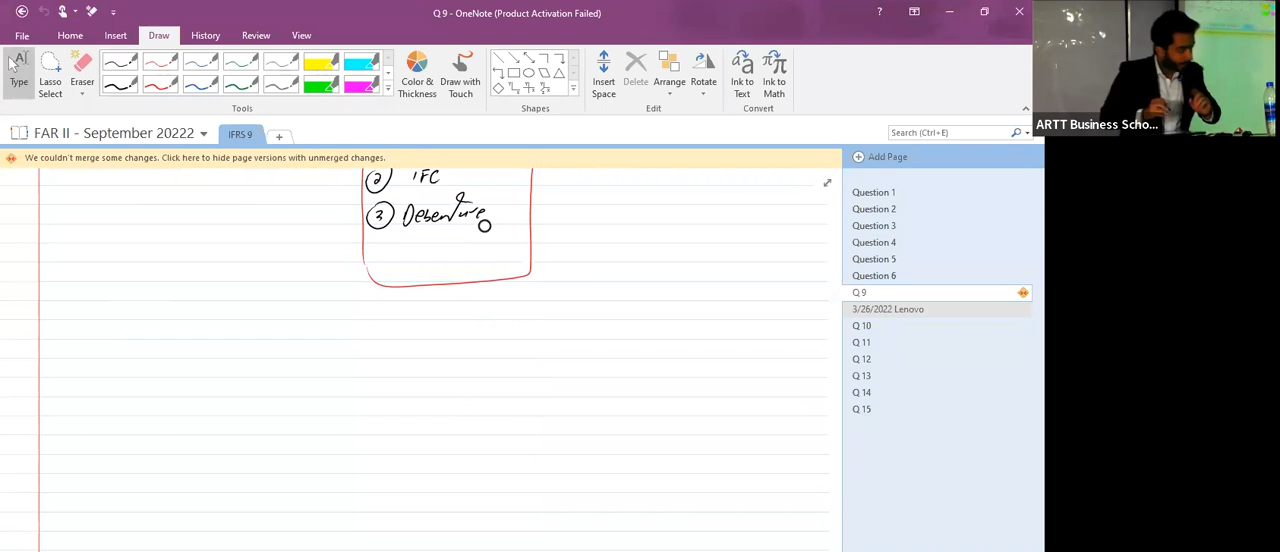 Q 9 - OneNote (Product Activation Failed)
File Home Insert Draw History Review View
Type
Lasso Select
Eraser
Color & Thickness
Draw with Touch
Insert Space
Delete
Arrange
Rotate
Ink to Text
Ink to Math
Tools Shapes Edit Convert
ARTT Business Scho...
FAR II - September 20222
IFRS 9
Search (Ctrl+E)
We couldn't merge some changes. Click here to hide page versions with unmerged changes.
Add Page
② IFC
③ Debenture
Question 1
Question 2
Question 3
Question 4
Question 5
Question 6
Q 9
3/26/2022 Lenovo
Q 10
Q 11
Q 12
Q 13
Q 14
Q 15